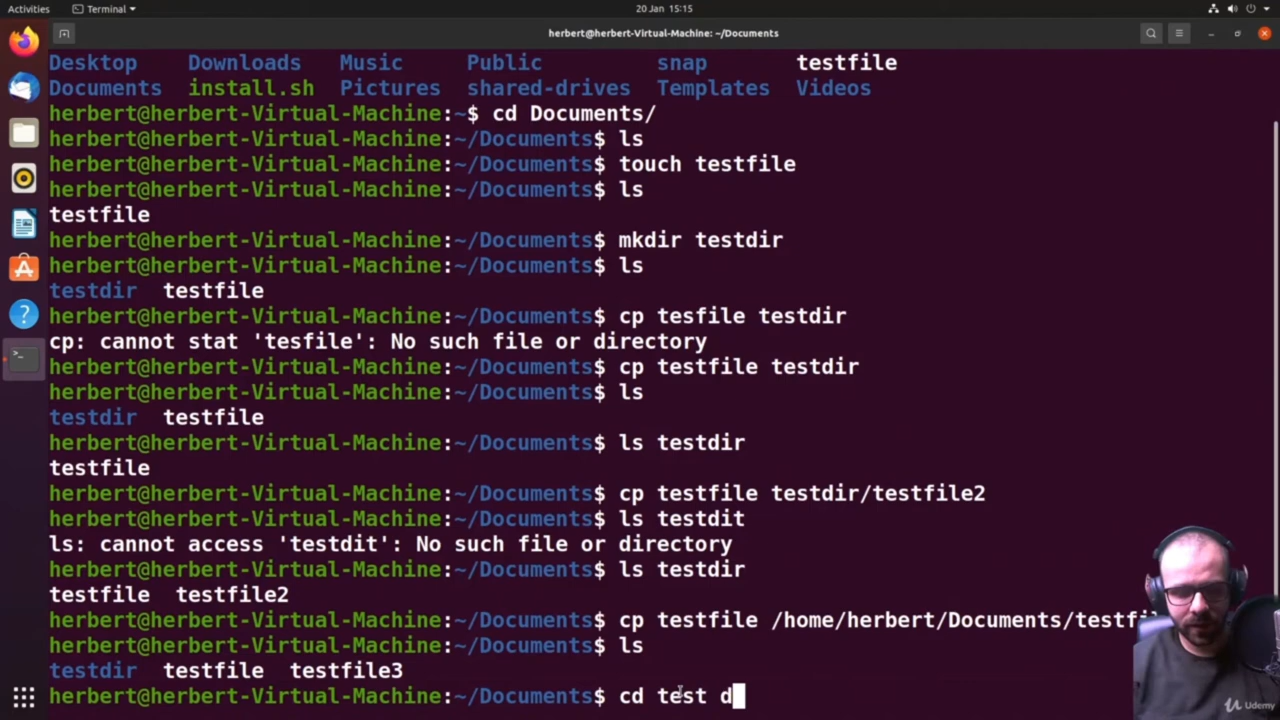 Activities Terminal 20 Jan 15:15
herbert@herbert-Virtual-Machine: ~/Documents
Desktop Downloads Music Public snap testfile
Documents install.sh Pictures shared-drives Templates Videos
herbert@herbert-Virtual-Machine:~$ cd Documents/
herbert@herbert-Virtual-Machine:~/Documents$ ls
herbert@herbert-Virtual-Machine:~/Documents$ touch testfile
herbert@herbert-Virtual-Machine:~/Documents$ ls
testfile
herbert@herbert-Virtual-Machine:~/Documents$ mkdir testdir
herbert@herbert-Virtual-Machine:~/Documents$ ls
testdir testfile
herbert@herbert-Virtual-Machine:~/Documents$ cp tesfile testdir
cp: cannot stat 'tesfile': No such file or directory
herbert@herbert-Virtual-Machine:~/Documents$ cp testfile testdir
herbert@herbert-Virtual-Machine:~/Documents$ ls
testdir testfile
herbert@herbert-Virtual-Machine:~/Documents$ ls testdir
testfile
herbert@herbert-Virtual-Machine:~/Documents$ cp testfile testdir/testfile2
herbert@herbert-Virtual-Machine:~/Documents$ ls testdit
ls: cannot access 'testdit': No such file or directory
herbert@herbert-Virtual-Machine:~/Documents$ ls testdir
testfile testfile2
herbert@herbert-Virtual-Machine:~/Documents$ cp testfile /home/herbert/Documents/testfi
herbert@herbert-Virtual-Machine:~/Documents$ ls
testdir testfile testfile3
herbert@herbert-Virtual-Machine:~/Documents$ cd test d
Udemy